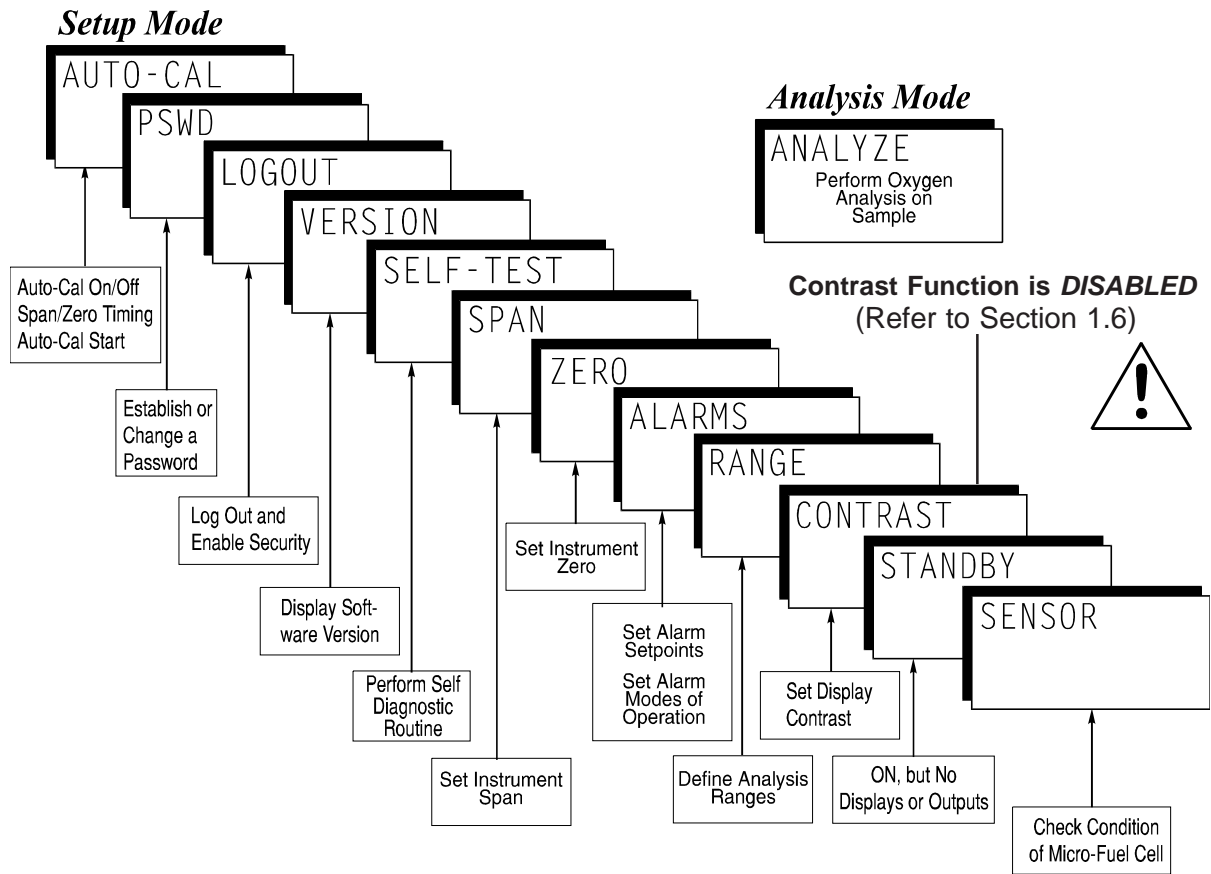 Setup Mode
AUTO-CAL
PSWD
LOGOUT
VERSION
SELF-TEST
SPAN
ZERO
ALARMS
RANGE
CONTRAST
STANDBY
SENSOR
Analysis Mode
ANALYZE
Perform Oxygen
Analysis on
Sample
Contrast Function is DISABLED
(Refer to Section 1.6)
!
Auto-Cal On/Off
Span/Zero Timing
Auto-Cal Start
Establish or
Change a
Password
Log Out and
Enable Security
Display Soft-
ware Version
Perform Self
Diagnostic
Routine
Set Instrument
Span
Set Instrument
Zero
Set Alarm
Setpoints
Set Alarm
Modes of
Operation
Define Analysis
Ranges
Set Display
Contrast
ON, but No
Displays or Outputs
Check Condition
of Micro-Fuel Cell